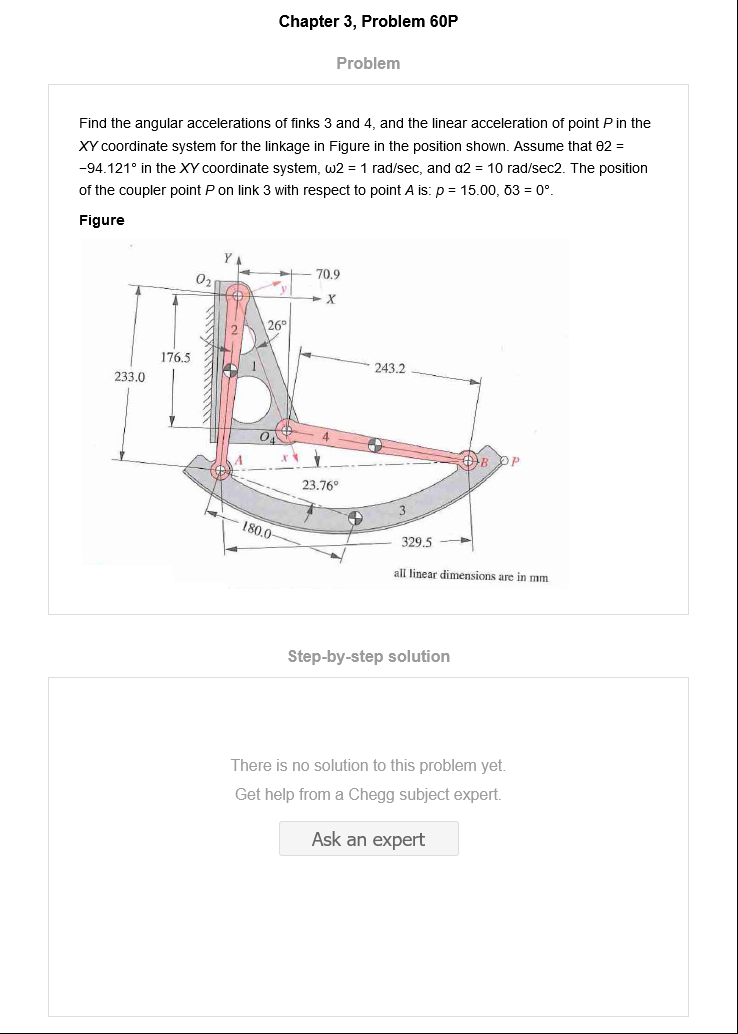 Chapter 3, Problem 60P
Problem
Find the angular accelerations of finks 3 and 4, and the linear acceleration of point P in the
XY coordinate system for the linkage in Figure in the position shown. Assume that θ2 =
−94.121° in the XY coordinate system, ω2 = 1 rad/sec, and α2 = 10 rad/sec2. The position
of the coupler point P on link 3 with respect to point A is: p = 15.00, δ3 = 0°.
Figure
Y
70.9
O2
y
X
2
26°
176.5
1
243.2
233.0
O4
4
A
x
B
P
23.76°
3
180.0
329.5
all linear dimensions are in mm
Step-by-step solution
There is no solution to this problem yet.
Get help from a Chegg subject expert.
Ask an expert